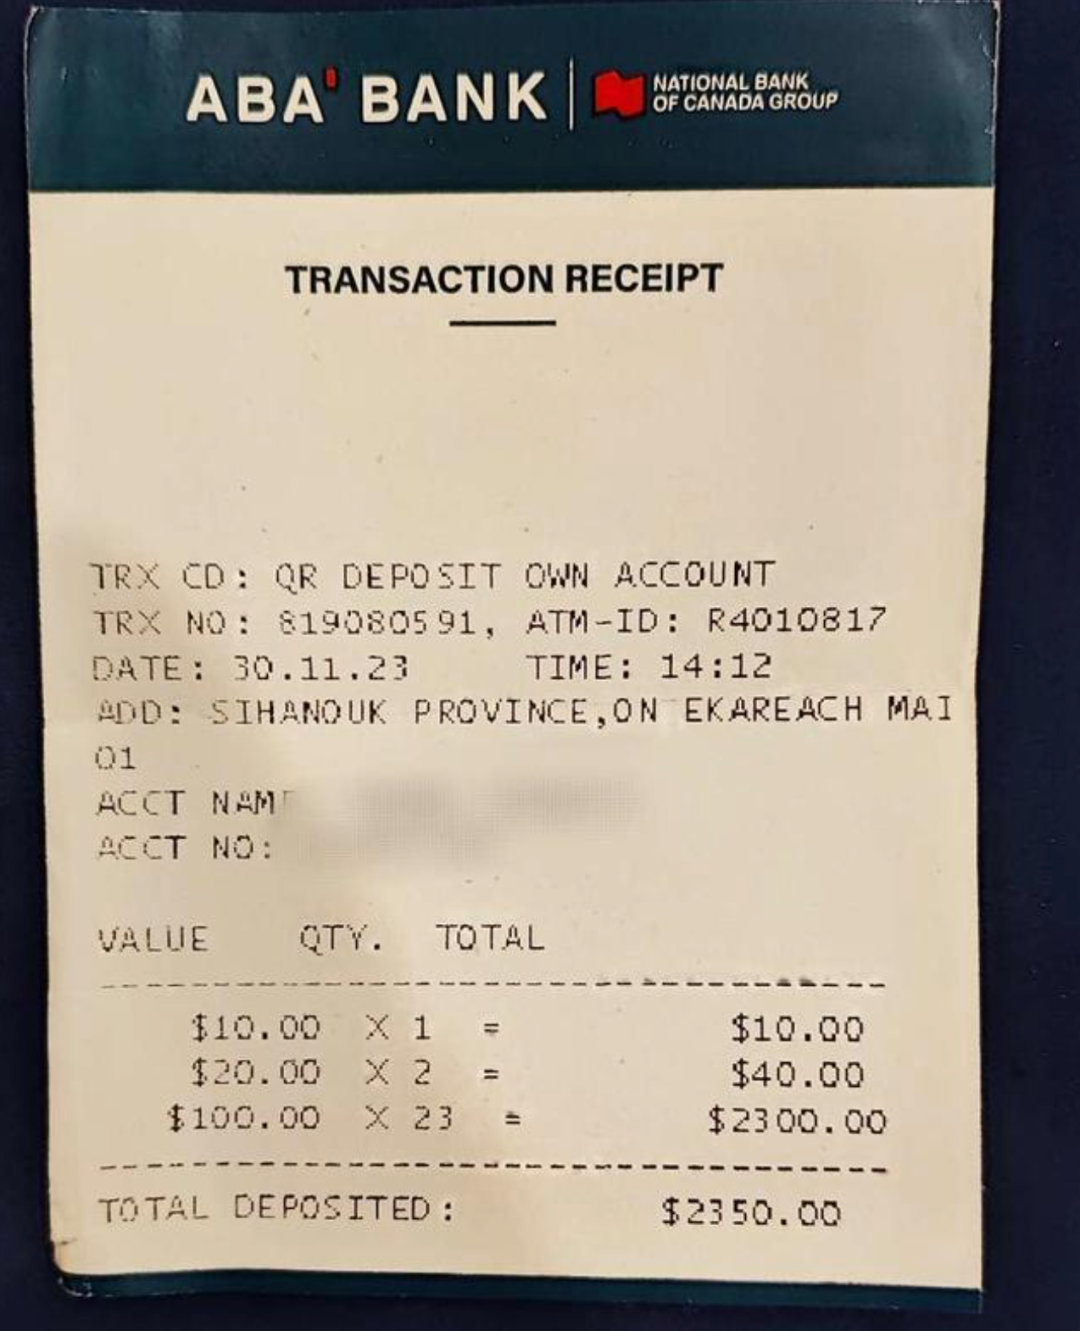 ABA' BANK
NATIONAL BANK
OF CANADA GROUP
TRANSACTION RECEIPT
TRX CD: QR DEPOSIT OWN ACCOUNT
TRX NO: 819080591, ATM-ID: R4010817
DATE: 30.11.23 TIME: 14:12
ADD: SIHANOUK PROVINCE,ON EKAREACH MAI
01
ACCT NAME
ACCT NO:
VALUE QTY. TOTAL
$10.00 X 1 = $10.00
$20.00 X 2 = $40.00
$100.00 X 23 = $2300.00
TOTAL DEPOSITED: $2350.00